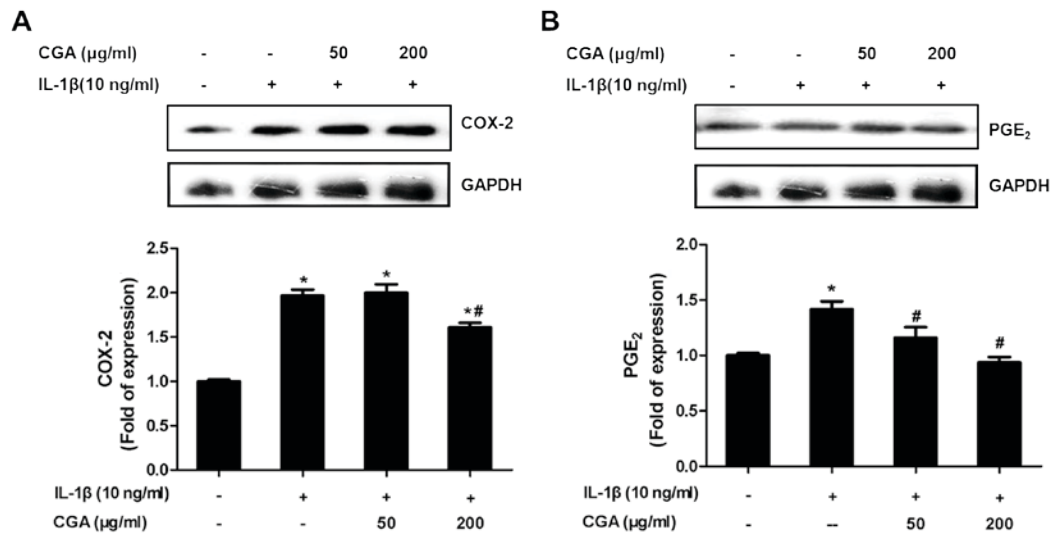 A
CGA (μg/ml) - - 50 200
IL-1β(10 ng/ml) - + + +
COX-2
GAPDH
COX-2
(Fold of expression)
2.5
2.0
1.5
1.0
0.5
0.0
* * *#
IL-1β (10 ng/ml) - + + +
CGA (μg/ml) - - 50 200
B
CGA (μg/ml) - - 50 200
IL-1β(10 ng/ml) - + + +
PGE₂
GAPDH
PGE₂
(Fold of expression)
2.0
1.5
1.0
0.5
0.0
* # #
IL-1β (10 ng/ml) - + + +
CGA (μg/ml) - -- 50 200